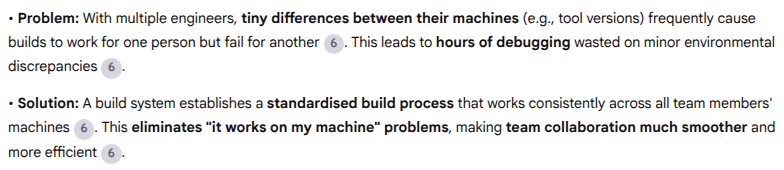 • Problem: With multiple engineers, tiny differences between their machines (e.g., tool versions) frequently cause
builds to work for one person but fail for another 6 . This leads to hours of debugging wasted on minor environmental
discrepancies 6 .
• Solution: A build system establishes a standardised build process that works consistently across all team members'
machines 6 . This eliminates "it works on my machine" problems, making team collaboration much smoother and
more efficient 6 .